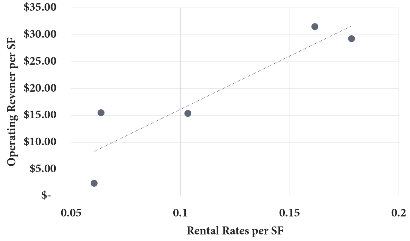 $35.00
$30.00
$25.00
$20.00
$15.00
$10.00
$5.00
$-
Operating Revener per SF
0.05 0.1 0.15 0.2
Rental Rates per SF